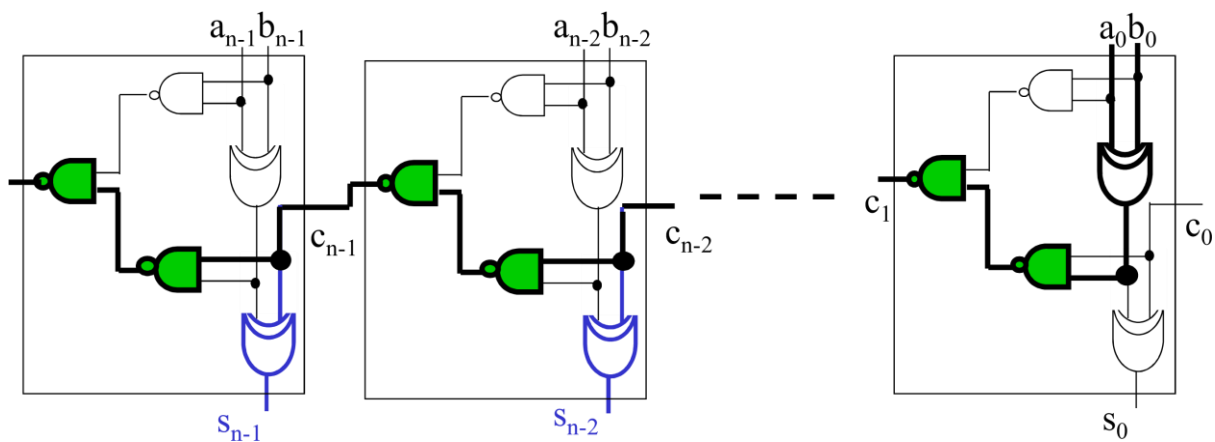 aₙ₋₁bₙ₋₁ aₙ₋₂bₙ₋₂ a₀b₀
cₙ₋₁ cₙ₋₂ c₁ c₀
sₙ₋₁ sₙ₋₂ s₀